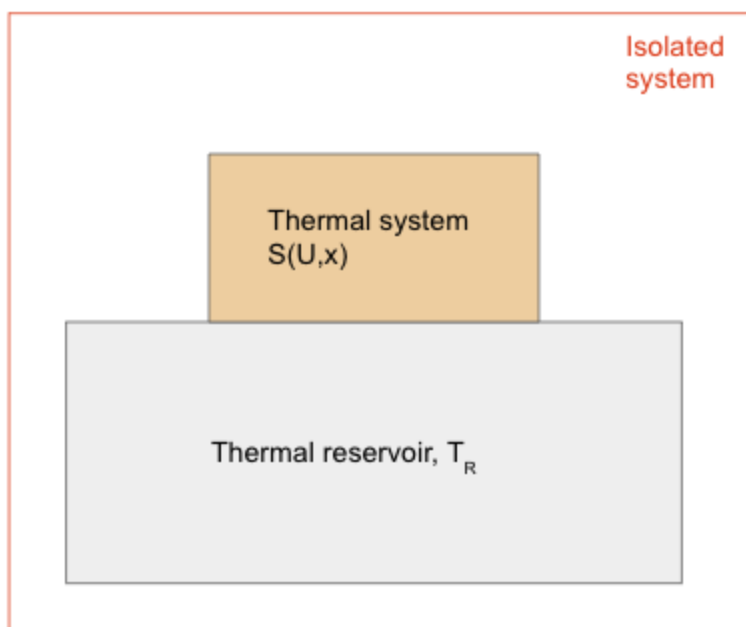 Isolated
system
Thermal system
S(U,x)
Thermal reservoir, T_R